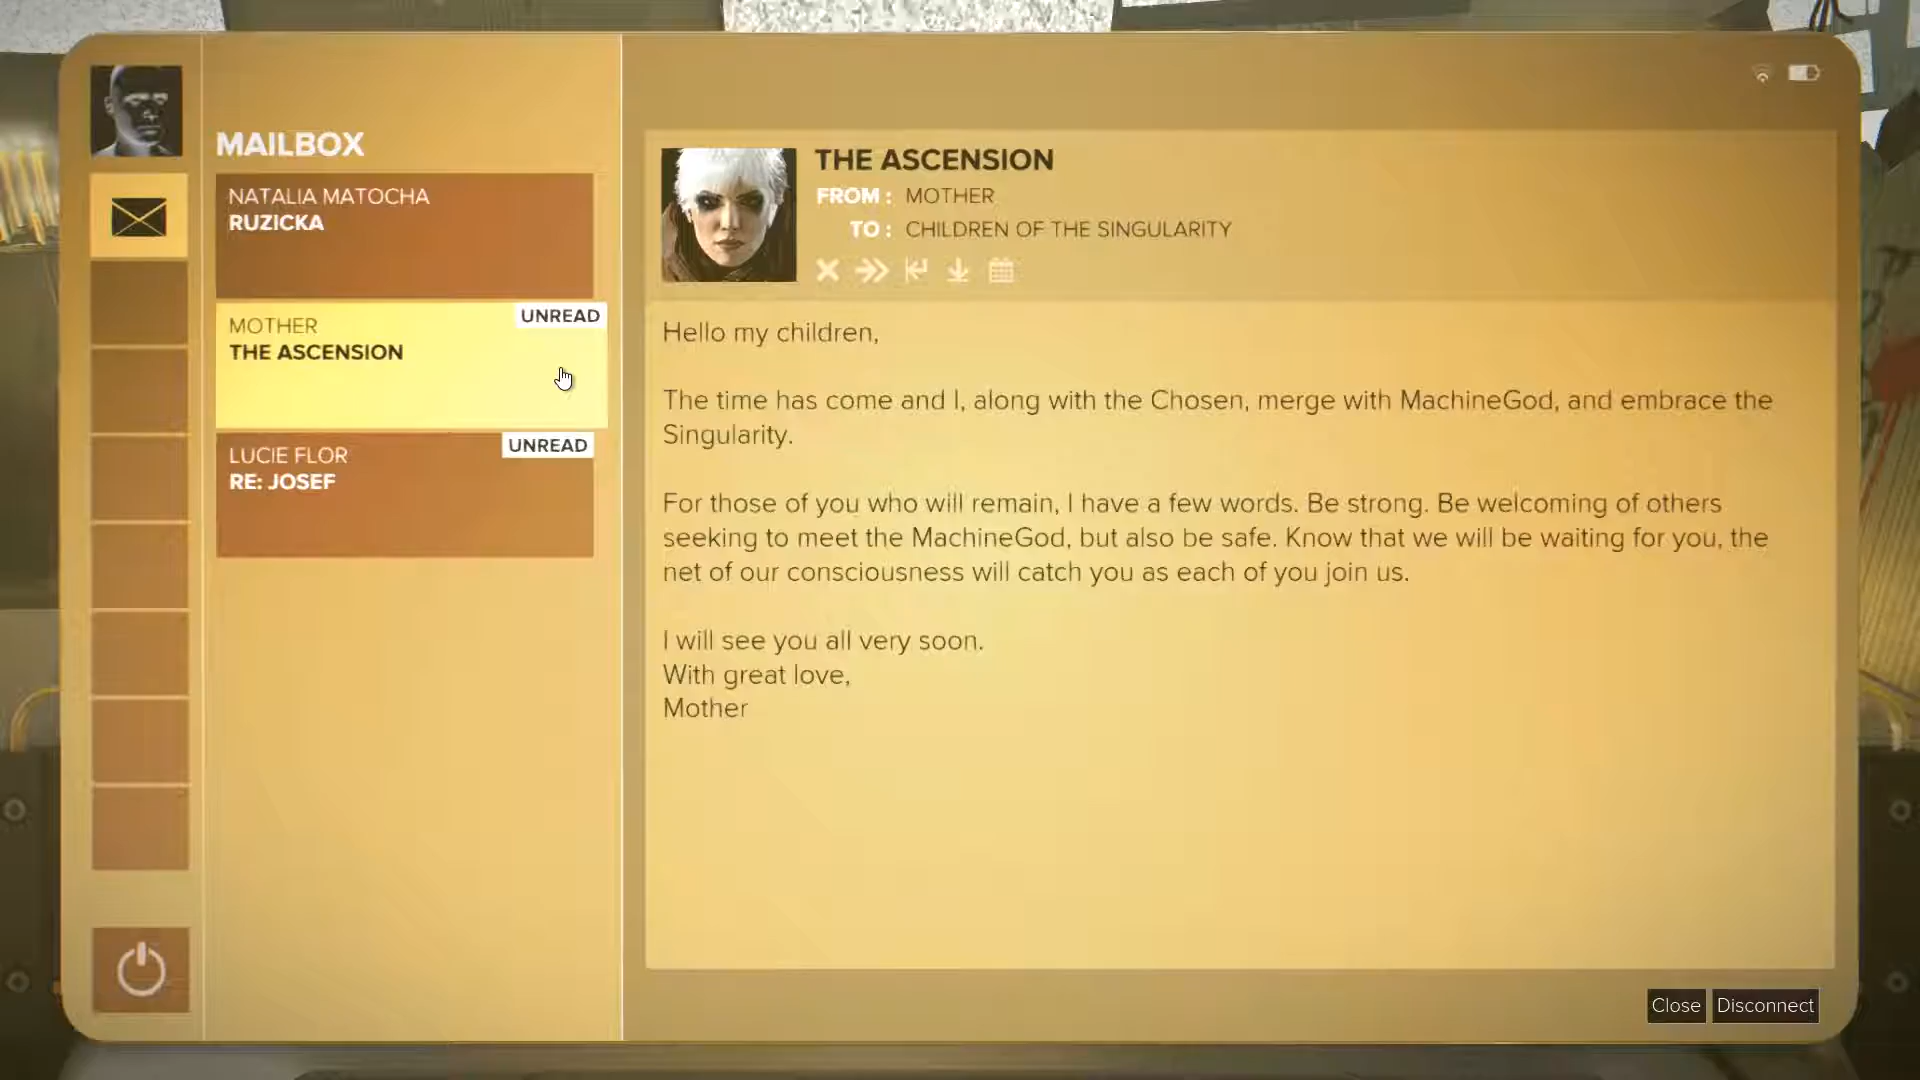 MAILBOX
NATALIA MATOCHA
RUZICKA
UNREAD
MOTHER
THE ASCENSION
UNREAD
LUCIE FLOR
RE: JOSEF
THE ASCENSION
FROM : MOTHER
TO : CHILDREN OF THE SINGULARITY
Hello my children,
The time has come and I, along with the Chosen, merge with MachineGod, and embrace the
Singularity.
For those of you who will remain, I have a few words. Be strong. Be welcoming of others
seeking to meet the MachineGod, but also be safe. Know that we will be waiting for you, the
net of our consciousness will catch you as each of you join us.
I will see you all very soon.
With great love,
Mother
Close
Disconnect